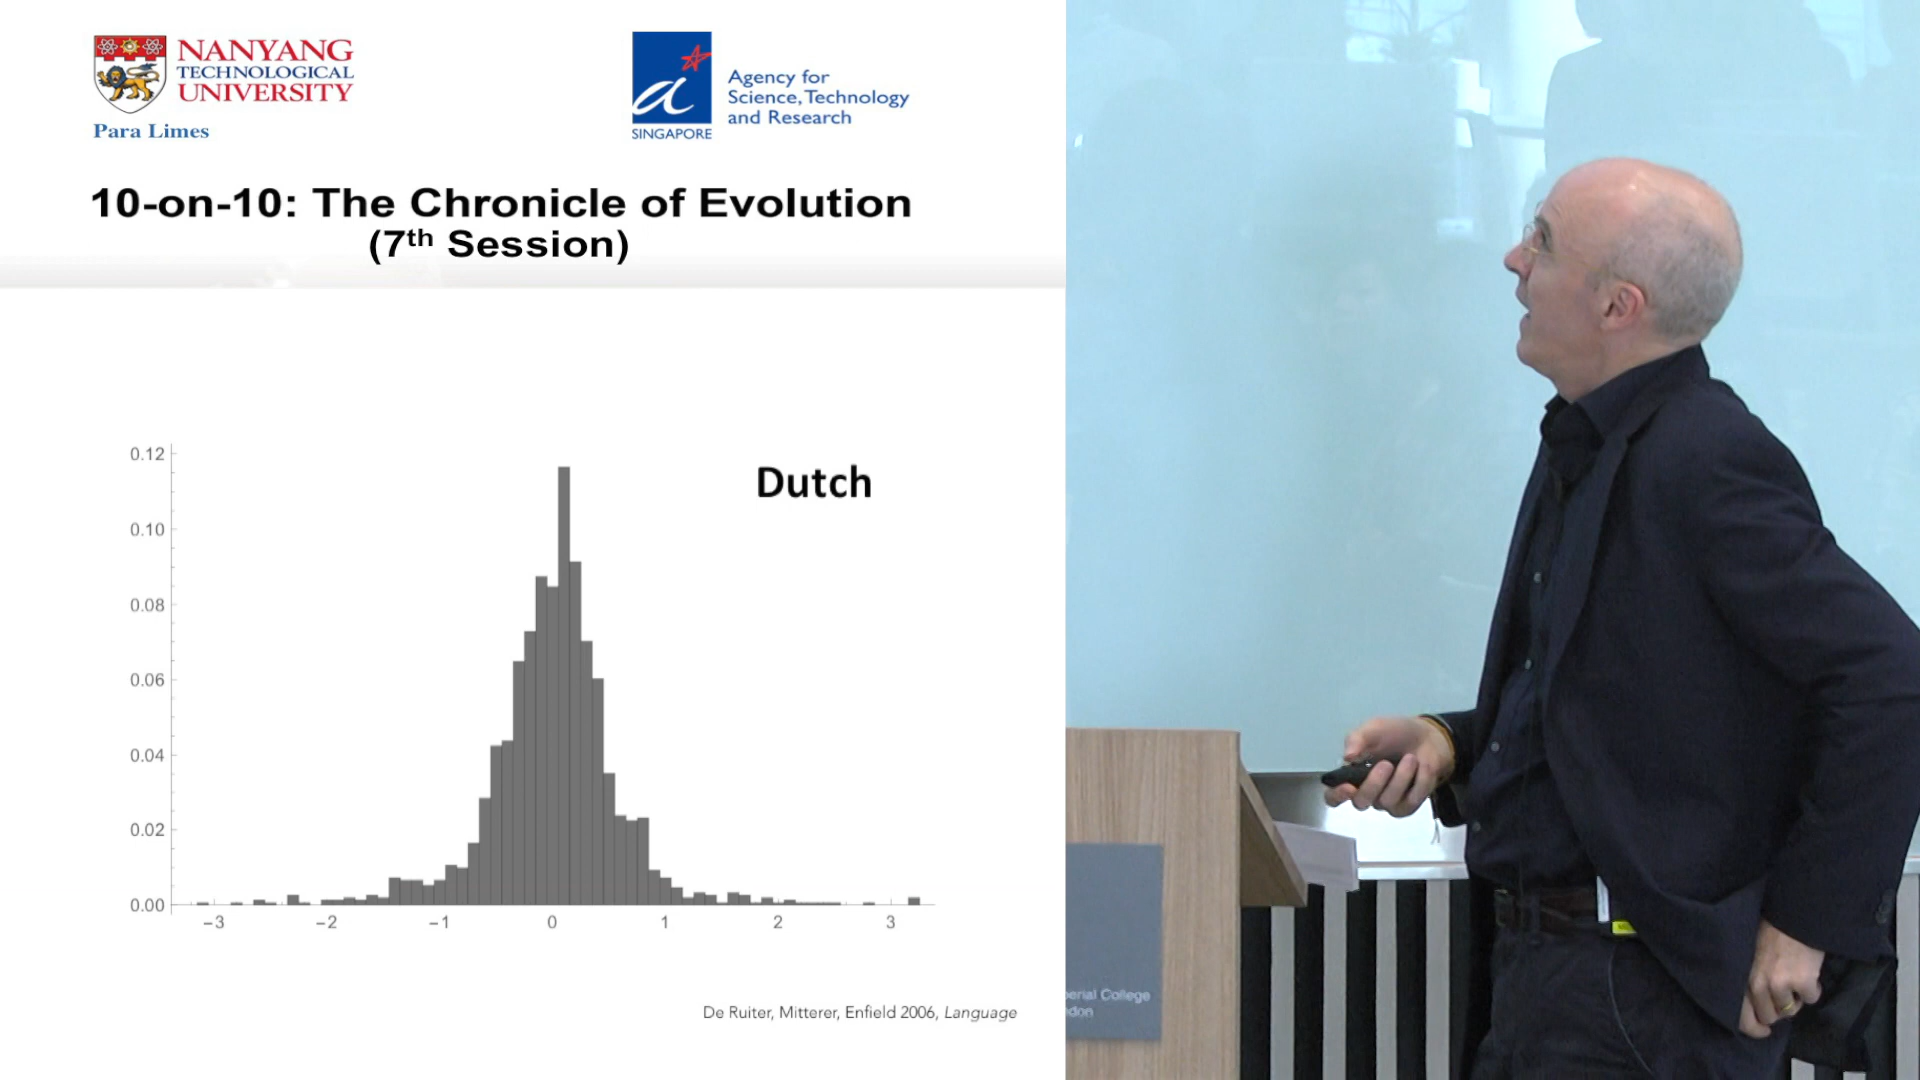 NANYANG
TECHNOLOGICAL
UNIVERSITY
Para Limes
a
SINGAPORE
Agency for
Science, Technology
and Research
10-on-10: The Chronicle of Evolution
(7th Session)
Dutch
0.12
0.10
0.08
0.06
0.04
0.02
0.00
−3 −2 −1 0 1 2 3
De Ruiter, Mitterer, Enfield 2006, Language
College